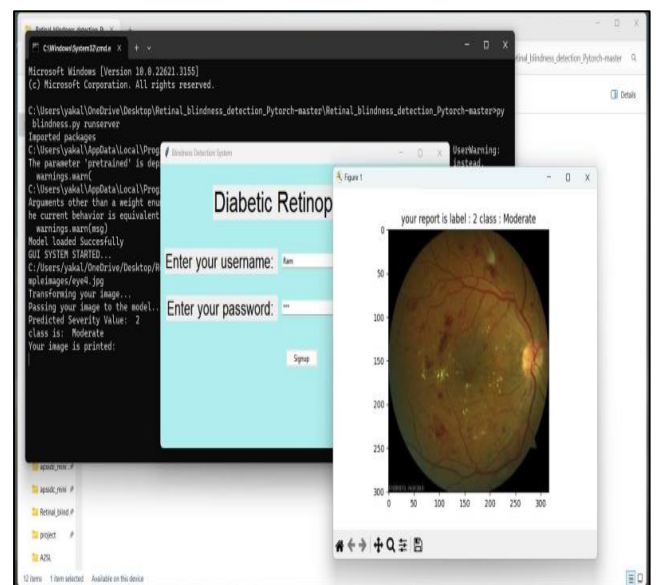 C:\Windows\System32\cmd.e
Microsoft Windows [Version 10.0.22621.3155]
(c) Microsoft Corporation. All rights reserved.
C:\Users\yakal\OneDrive\Desktop\Retinal_blindness_detection_Pytorch-master\Retinal_blindness_detection_Pytorch-master>py
blindness.py runserver
Imported packages
C:\Users\yakal\AppData\Local\Prog
UserWarning:
The parameter 'pretrained' is dep
instead.
warnings.warn(
C:\Users\yakal\AppData\Local\Prog
Arguments other than a weight enu
he current behavior is equivalent
warnings.warn(msg)
Model loaded Succesfully
GUI SYSTEM STARTED...
C:/Users/yakal/OneDrive/Desktop/R
mpleimages/eye4.jpg
Transforming your image...
Passing your image to the model..
Predicted Severity Value: 2
class is: Moderate
Your image is printed:
Blindness Detection System
Diabetic Retinop
Enter your username:
Ram
Enter your password:
***
Signup
Figure 1
your report is label : 2 class : Moderate
0
50
100
150
200
250
300
0 50 100 150 200 250 300
etinal_blindness_detection_Pytorch-master
Details
apsdc_mini
apsdc_mini
Retinal_blind
project
A2SL
12 items 1 item selected Available on this device